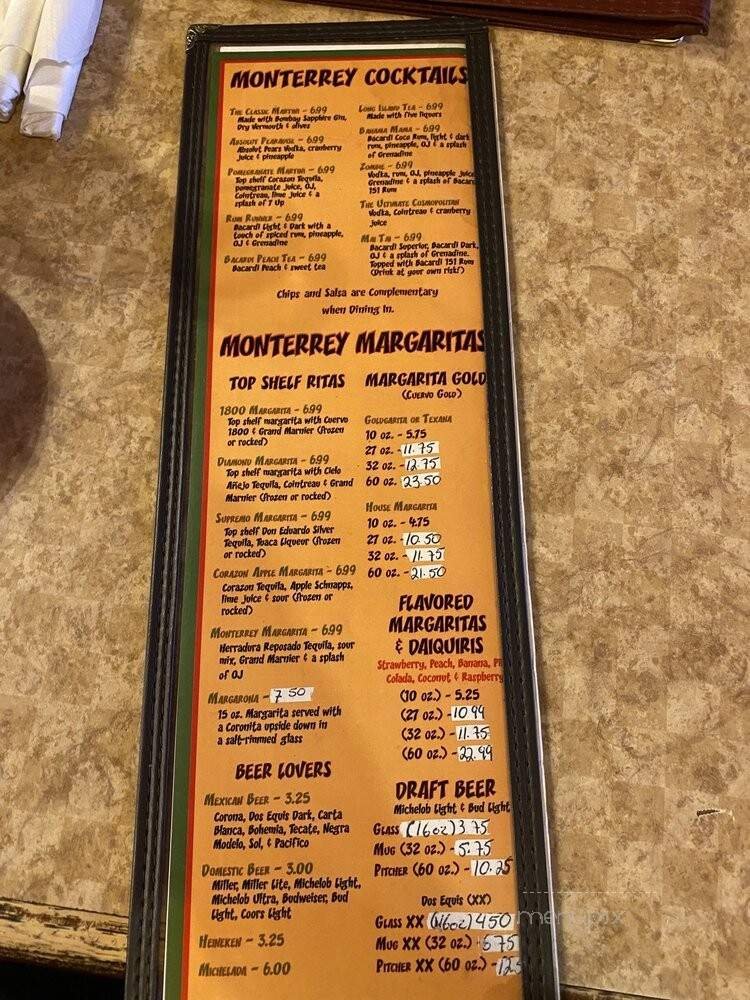 MONTERREY COCKTAILS
THE CLASSIC MARTINI - 6.99
Made with Bombay Sapphire Gin,
Dry Vermouth & olives
ABSOLUT - 6.99
Absolut Pears Vodka, cranberry
juice & pineapple
POMEGRANATE MARTINI - 6.99
Top shelf Corazon Tequila,
pomegranate juice, OJ,
Cointreau, lime juice & a
splash of 7 Up
RUM RUNNER - 6.99
Bacardi Light & Dark with a
touch of spiced rum, pineapple,
OJ & Grenadine
BACARDI PEACH TEA - 6.99
Bacardi Peach & sweet tea
LONG ISLAND TEA - 6.99
Made with five liquors
BAHAMA MAMA - 6.99
Bacardi Coco Rum, light & dark
rum, pineapple, OJ & a splash
of Grenadine
ZOMBIE - 6.99
Vodka, rum, OJ, pineapple juice
Grenadine & a splash of Bacardi
151 Rum
THE ULTIMATE COSMOPOLITAN
Vodka, Cointreau & cranberry
juice
MAI TAI - 6.99
Bacardi Superior, Bacardi Dark,
OJ & a splash of Grenadine.
Topped with Bacardi 151 Rum
(Drink at your own risk!)
Chips and Salsa are Complementary
when Dining In.
MONTERREY MARGARITAS
TOP SHELF RITAS
1800 MARGARITA - 6.99
Top shelf margarita with Cuervo
1800 & Grand Marnier (frozen
or rocked)
DIAMOND MARGARITA - 6.99
Top shelf margarita with Cielo
Añejo Tequila, Cointreau & Grand
Marnier (frozen or rocked)
SUPREMO MARGARITA - 6.99
Top shelf Don Eduardo Silver
Tequila, Tuaca Liqueur (frozen
or rocked)
CORAZON APPLE MARGARITA - 6.99
Corazon Tequila, Apple Schnapps,
lime juice & sour (frozen or
rocked)
MONTERREY MARGARITA - 6.99
Herradura Reposado Tequila, sour
mix, Grand Marnier & a splash
of OJ
MARGARONA - 7 50
15 oz. Margarita served with
a Coronita upside down in
a salt-rimmed glass
BEER LOVERS
MEXICAN BEER - 3.25
Corona, Dos Equis Dark, Carta
Blanca, Bohemia, Tecate, Negra
Modelo, Sol, & Pacifico
DOMESTIC BEER - 3.00
Miller, Miller Lite, Michelob Light,
Michelob Ultra, Budweiser, Bud
Light, Coors Light
HEINEKEN - 3.25
MICHELADA - 6.00
MARGARITA GOLD
(CUERVO GOLD)
GOLDGARITA OR TEXANA
10 oz. - 5.75
27 oz. - 11.75
32 oz. - 12.75
60 oz. 23.50
HOUSE MARGARITA
10 oz. - 4.75
27 oz. - 10.50
32 oz. - 11.75
60 oz. - 21.50
FLAVORED
MARGARITAS
& DAIQUIRIS
Strawberry, Peach, Banana,
Colada, Coconut & Raspberry
(10 oz.) - 5.25
(27 oz.) - 10.99
(32 oz.) - 11.75
(60 oz.) - 22.99
DRAFT BEER
Michelob Light & Bud Light
GLASS (16oz) 3.75
MUG (32 oz.) - 5.75
PITCHER (60 oz.) - 10.25
DOS EQUIS (XX)
GLASS XX (16oz) 4.50
MUG XX (32 oz.) - 6.75
PITCHER XX (60 oz.) -
menupix